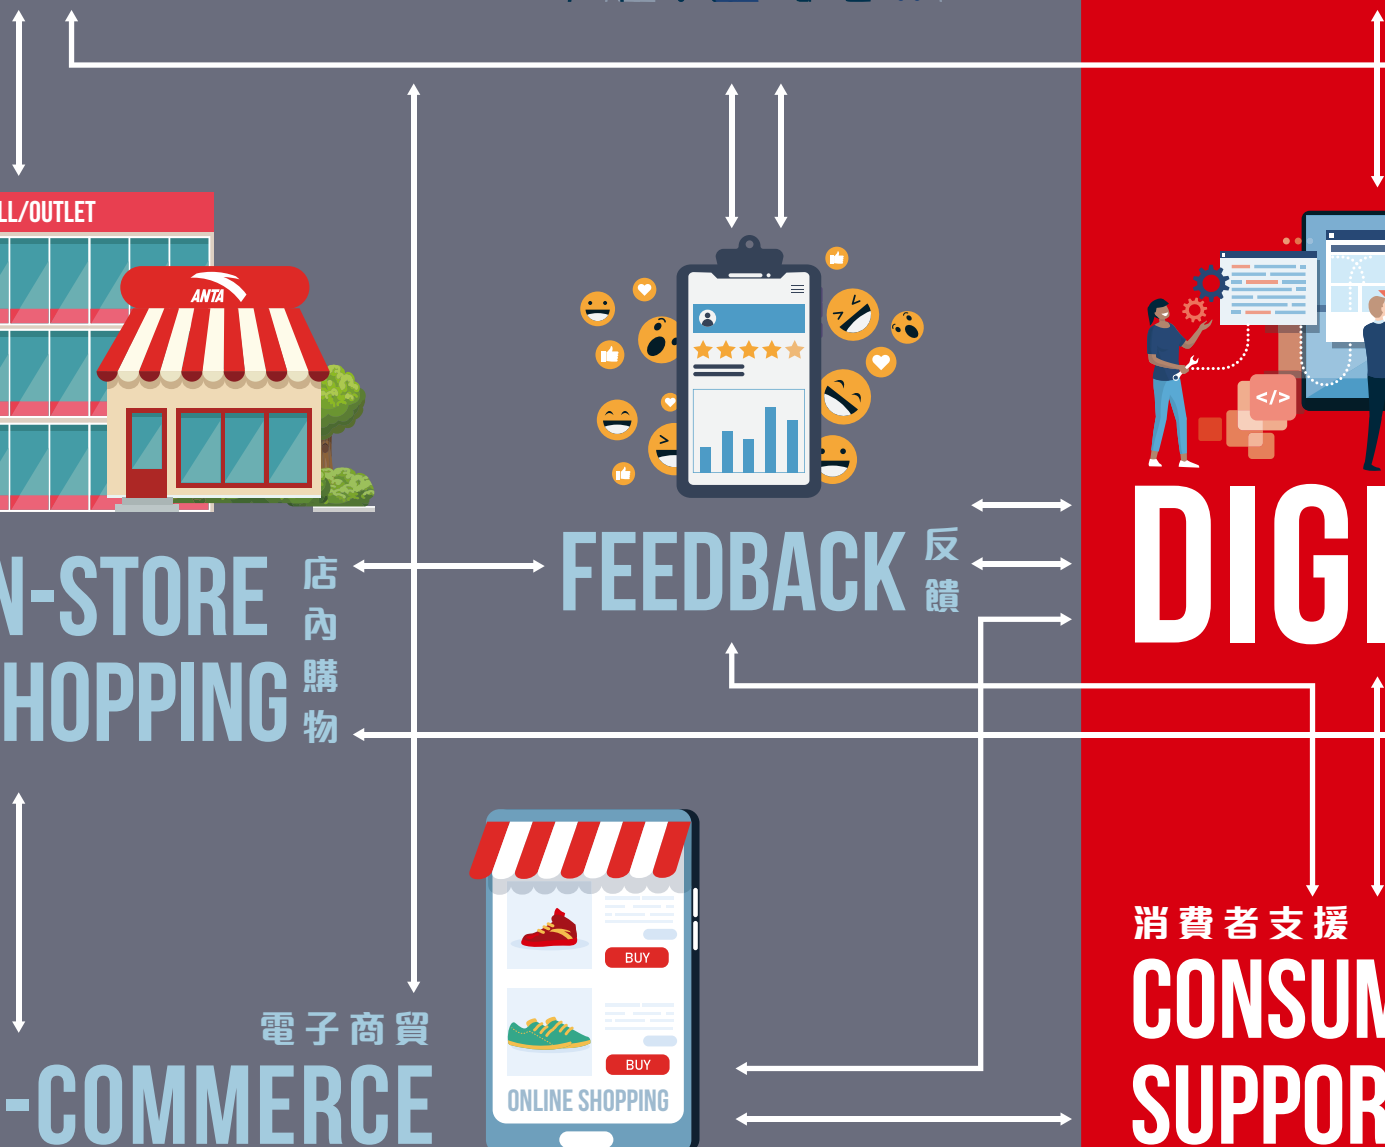 LL/OUTLET
ANTA
</>
N-STORE
HOPPING
店內購物
FEEDBACK
反饋
DIGI
BUY
BUY
ONLINE SHOPPING
電子商貿
-COMMERCE
消費者支援
CONSUM
SUPPOR